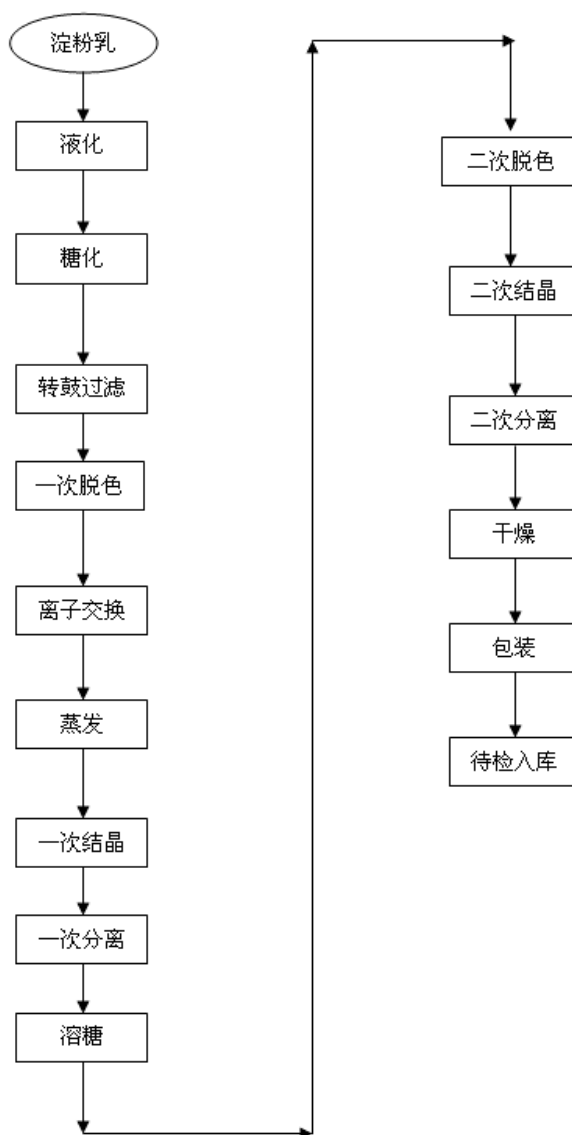 淀粉乳
液化
糖化
转鼓过滤
一次脱色
离子交换
蒸发
一次结晶
一次分离
溶糖
二次脱色
二次结晶
二次分离
干燥
包装
待检入库